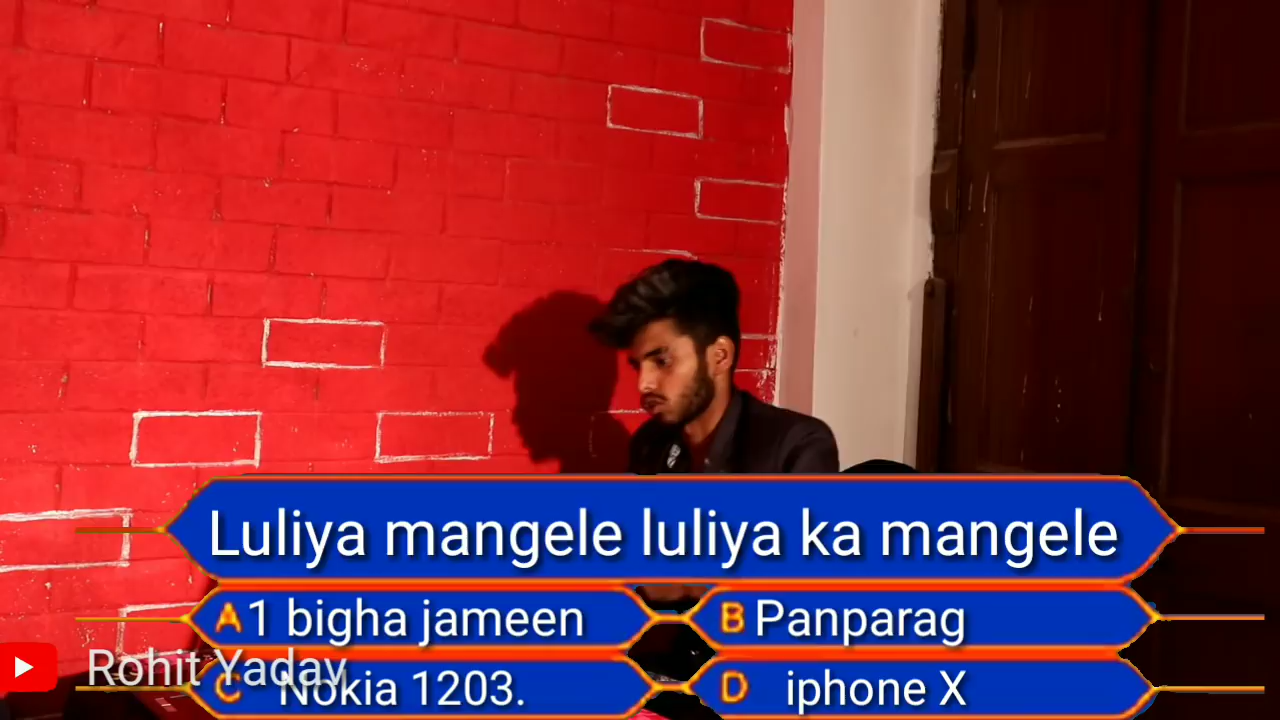 Luliya mangele luliya ka mangele
A 1 bigha jameen
B Panparag
C Nokia 1203.
D iphone X
Rohit Yadav